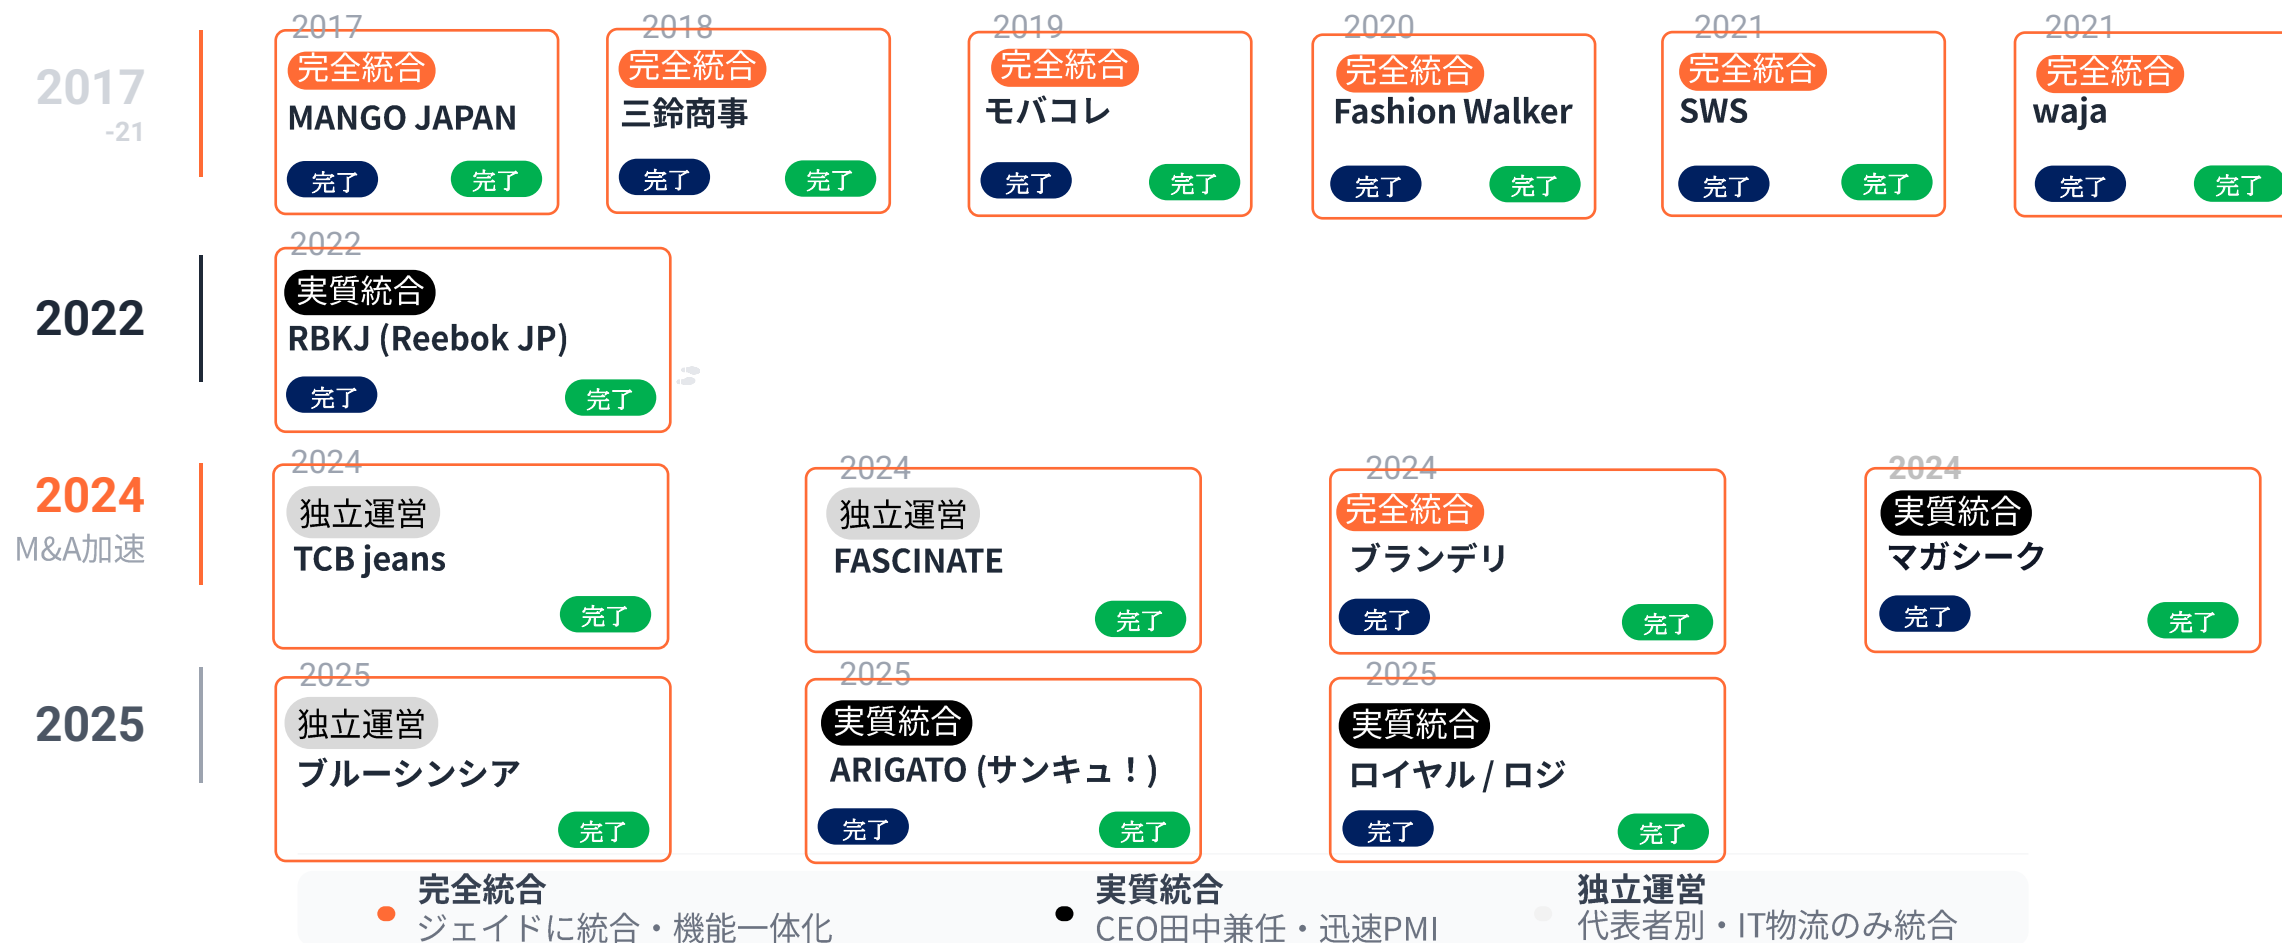 2017
-21
2017
完全統合
MANGO JAPAN
完了
完了
2018
完全統合
三鈴商事
完了
完了
2019
完全統合
モバコレ
完了
完了
2020
完全統合
Fashion Walker
完了
完了
2021
完全統合
SWS
完了
完了
2021
完全統合
waja
完了
完了
2022
2022
実質統合
RBKJ (Reebok JP)
完了
完了
2024
M&A加速
2024
独立運営
TCB jeans
完了
2024
独立運営
FASCINATE
完了
2024
完全統合
ブランデリ
完了
完了
2024
実質統合
マガシーク
完了
完了
2025
2025
独立運営
ブルーシンシア
完了
2025
実質統合
ARIGATO (サンキュ！)
完了
完了
2025
実質統合
ロイヤル / ロジ
完了
完了
完全統合
ジェイドに統合・機能一体化
実質統合
CEO田中兼任・迅速PMI
独立運営
代表者別・IT物流のみ統合